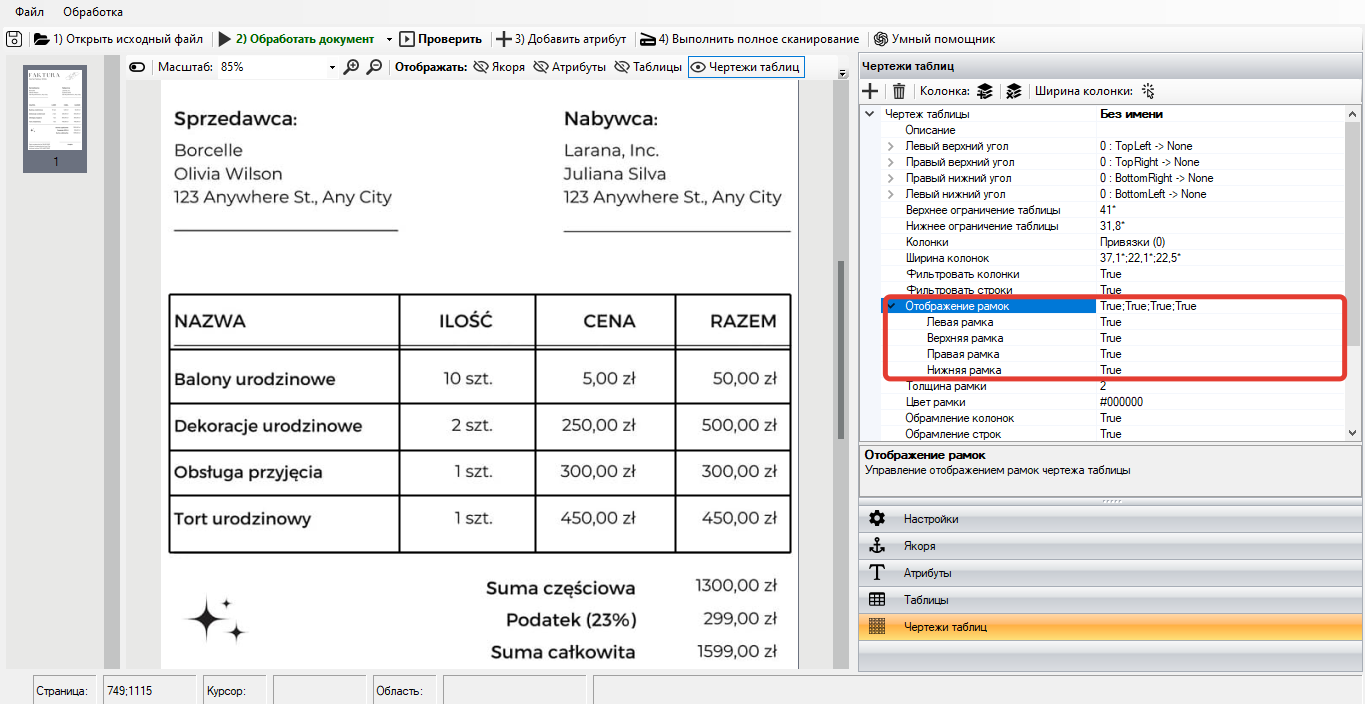 Файл Обработка
1) Открыть исходный файл 2) Обработать документ Проверить 3) Добавить атрибут 4) Выполнить полное сканирование Умный помощник
Масштаб: 85% Отображать: Якоря Атрибуты Таблицы Чертежи таблиц
FAKTURA
1
Sprzedawca: Nabywca:
Borcelle Larana, Inc.
Olivia Wilson Juliana Silva
123 Anywhere St., Any City 123 Anywhere St., Any City
NAZWA ILOŚĆ CENA RAZEM
Balony urodzinowe 10 szt. 5,00 zł 50,00 zł
Dekoracje urodzinowe 2 szt. 250,00 zł 500,00 zł
Obsługa przyjęcia 1 szt. 300,00 zł 300,00 zł
Tort urodzinowy 1 szt. 450,00 zł 450,00 zł
Suma częściowa 1300,00 zł
Podatek (23%) 299,00 zł
Suma całkowita 1599,00 zł
Чертежи таблиц
Колонка: Ширина колонки:
Чертеж таблицы Без имени
Описание
Левый верхний угол 0 : TopLeft -> None
Правый верхний угол 0 : TopRight -> None
Правый нижний угол 0 : BottomRight -> None
Левый нижний угол 0 : BottomLeft -> None
Верхнее ограничение таблицы 41*
Нижнее ограничение таблицы 31,8*
Колонки Привязки (0)
Ширина колонок 37,1*;22,1*;22,5*
Фильтровать колонки True
Фильтровать строки True
Отображение рамок True;True;True;True
Левая рамка True
Верхняя рамка True
Правая рамка True
Нижняя рамка True
Толщина рамки 2
Цвет рамки #000000
Обрамление колонок True
Обрамление строк True
Отображение рамок
Управление отображением рамок чертежа таблицы
Настройки
Якоря
Атрибуты
Таблицы
Чертежи таблиц
Страница: 749;1115 Курсор: Область: